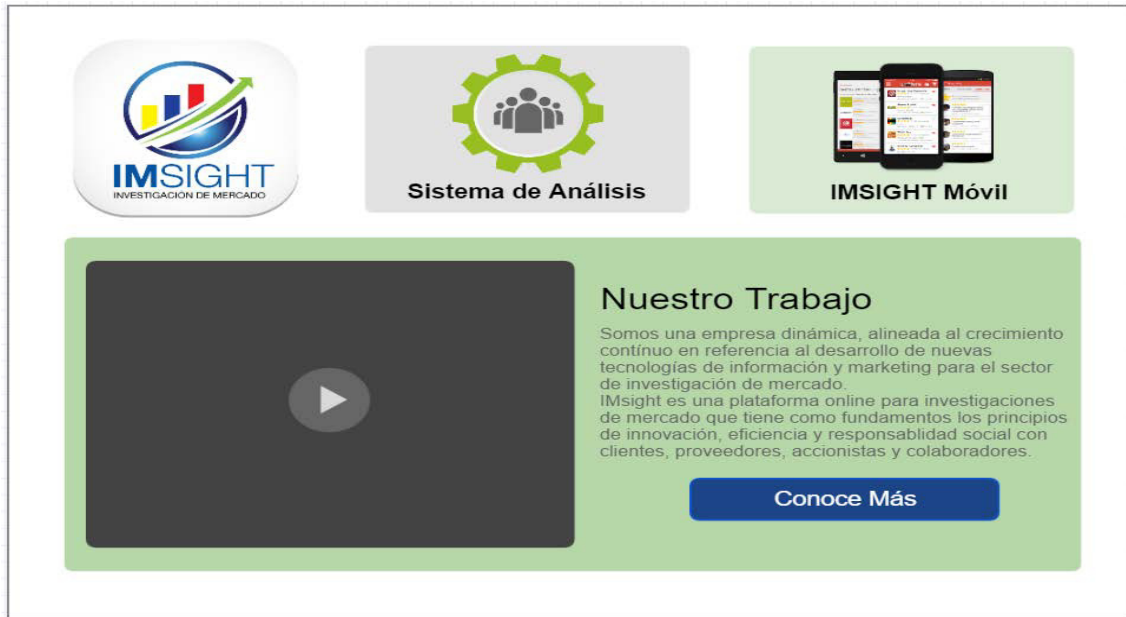 IMSIGHT
INVESTIGACIÓN DE MERCADO
Sistema de Análisis
IMSIGHT Móvil
Nuestro Trabajo
Somos una empresa dinámica, alineada al crecimiento
contínuo en referencia al desarrollo de nuevas
tecnologías de información y marketing para el sector
de investigación de mercado.
IMsight es una plataforma online para investigaciones
de mercado que tiene como fundamentos los principios
de innovación, eficiencia y responsablidad social con
clientes, proveedores, accionistas y colaboradores.
Conoce Más